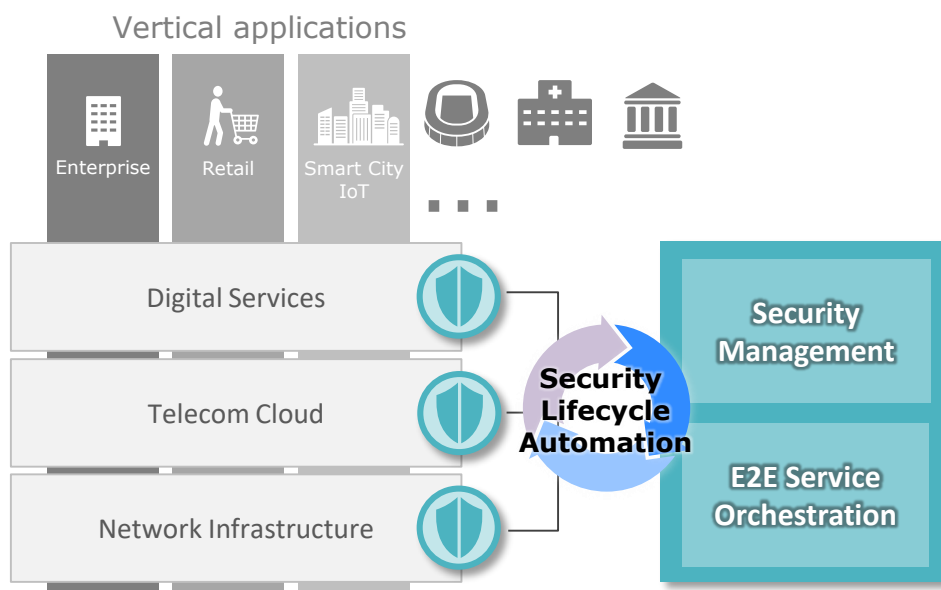 Vertical applications
Enterprise
Retail
Smart City
IoT
...
Digital Services
Telecom Cloud
Network Infrastructure
Security
Lifecycle
Automation
Security
Management
E2E Service
Orchestration